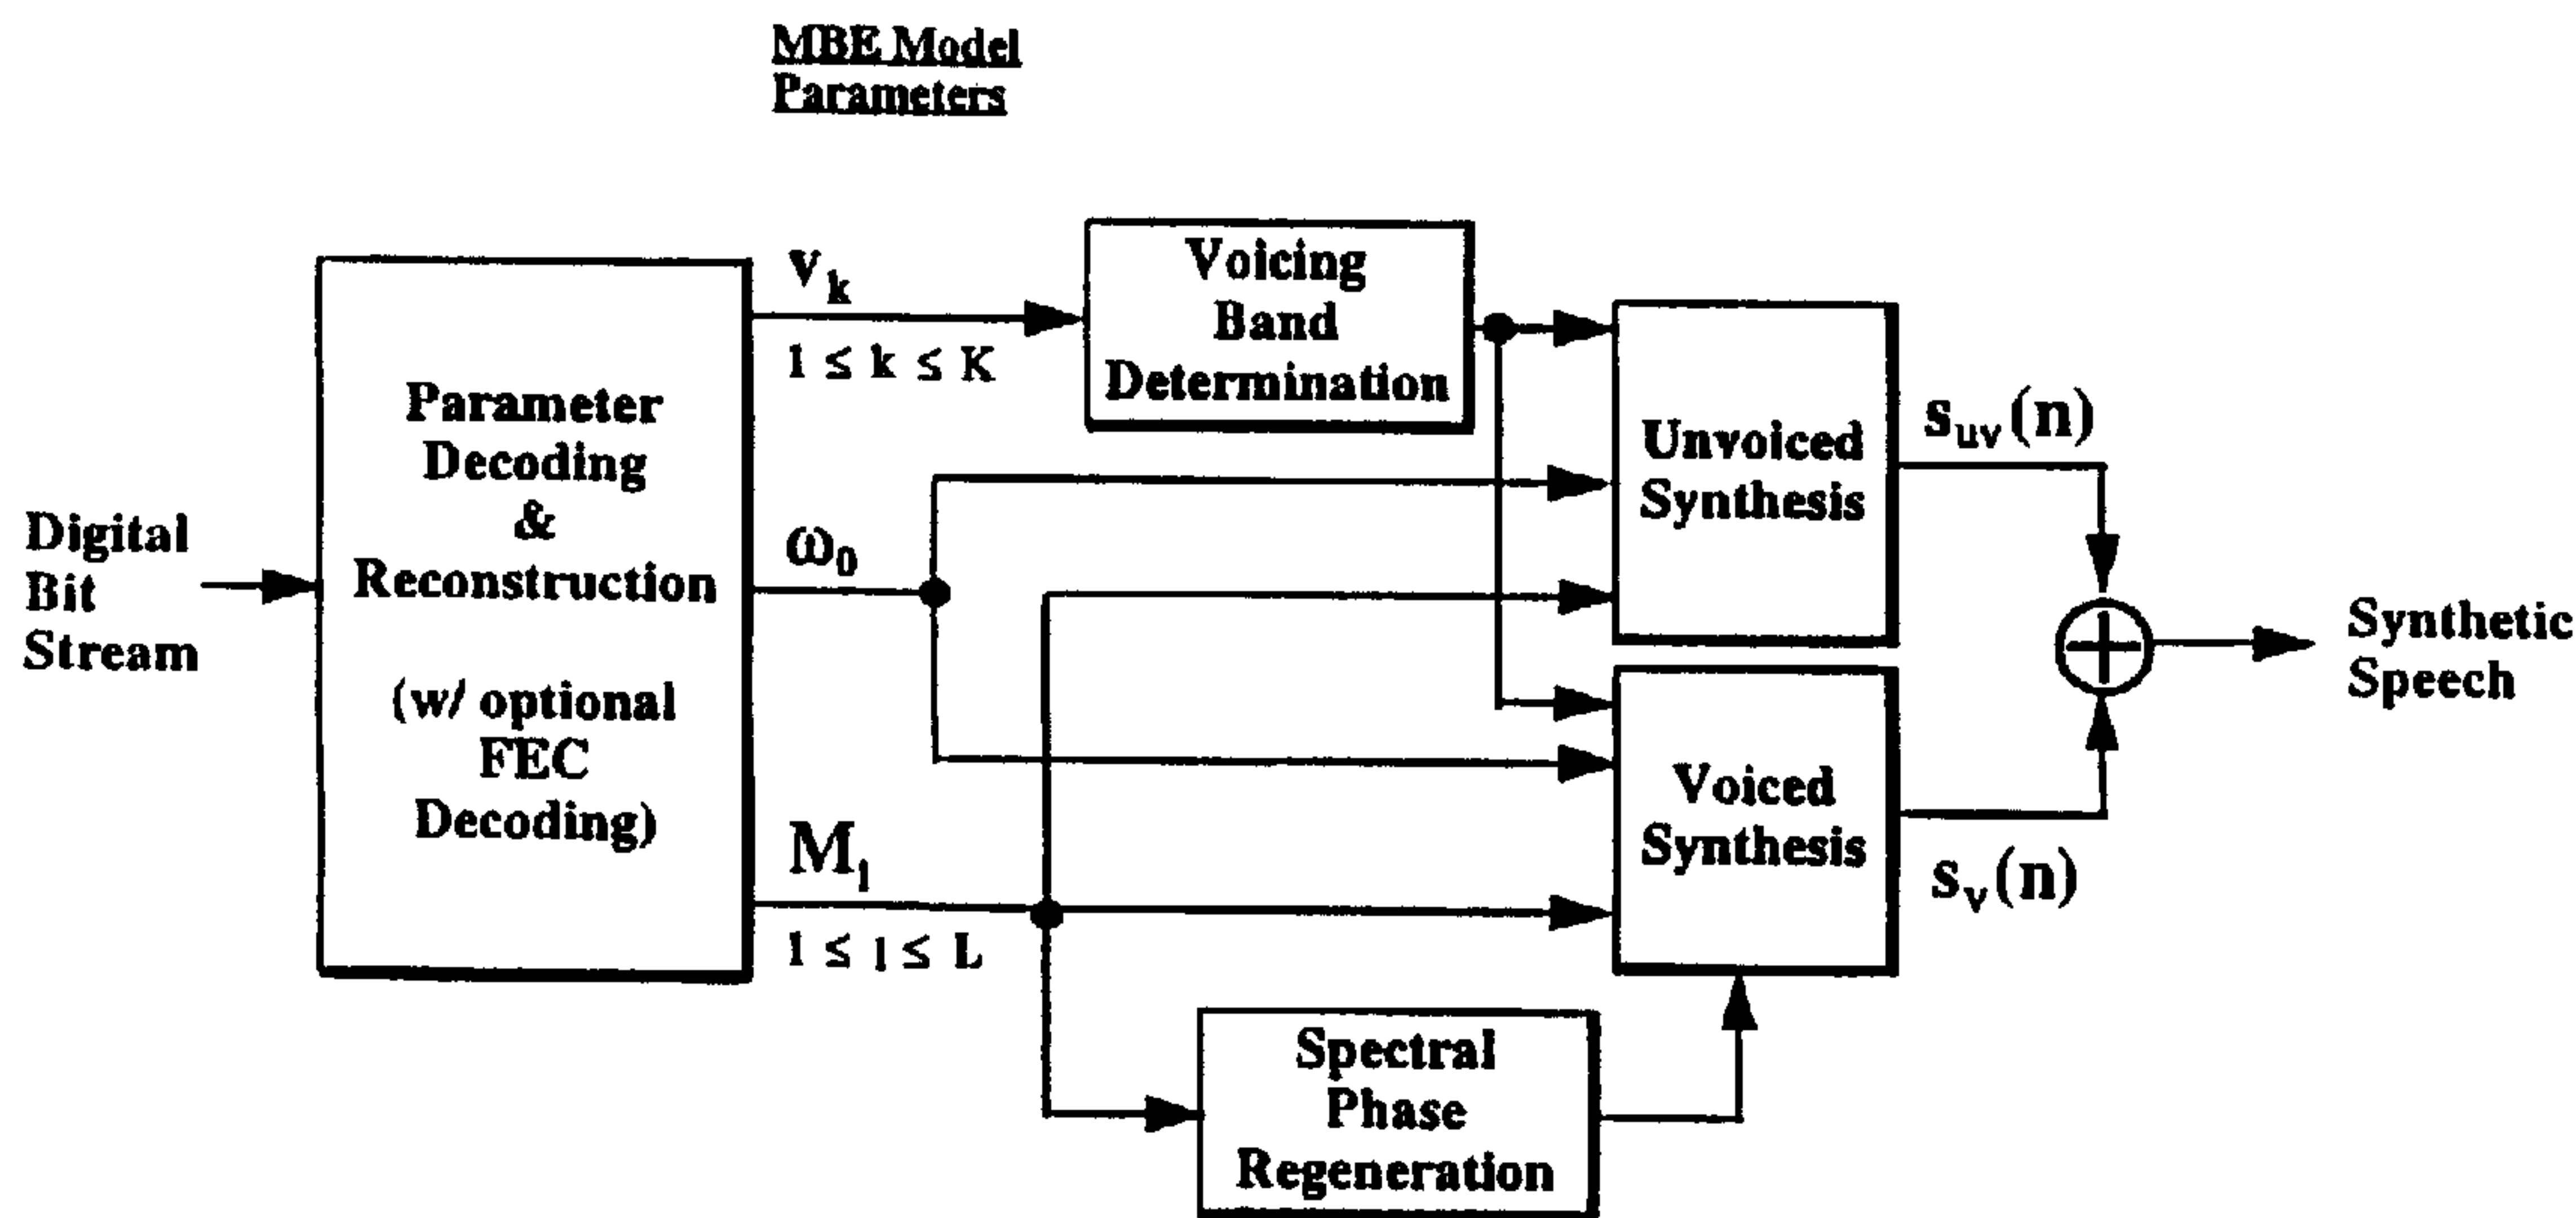 MBE Model
Parameters
Digital
Bit
Stream
Parameter
Decoding
&
Reconstruction
(w/ optional
FEC
Decoding)
v_k
1 ≤ k ≤ K
ω_0
M_l
1 ≤ l ≤ L
Voicing
Band
Determination
Unvoiced
Synthesis
Voiced
Synthesis
Spectral
Phase
Regeneration
s_uv(n)
s_v(n)
Synthetic
Speech